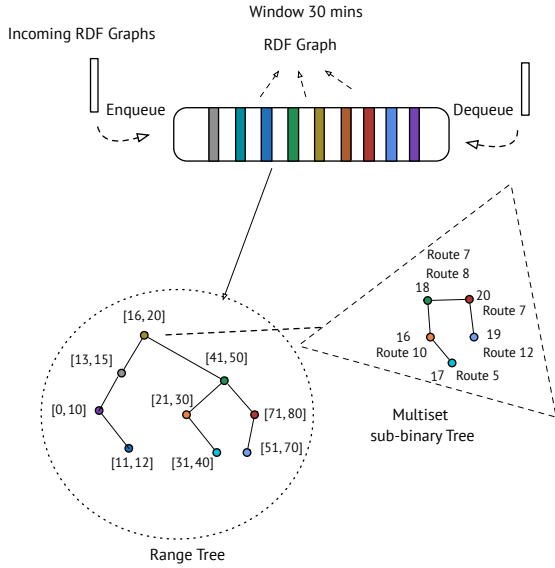 Window 30 mins
Incoming RDF Graphs
RDF Graph
Enqueue
Dequeue
Route 7
Route 8
18
20
Route 7
16
19
Route 10
Route 12
17
Route 5
Multiset
sub-binary Tree
[16, 20]
[13, 15]
[41, 50]
[0, 10]
[21, 30]
[71, 80]
[11, 12]
[31, 40]
[51, 70]
Range Tree